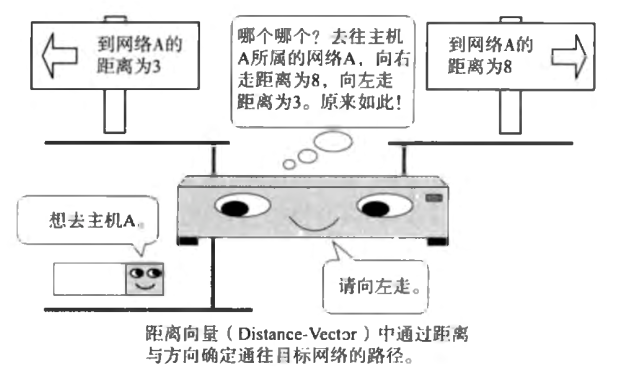 到网络A的
距离为3
哪个哪个？去往主机
A所属的网络A，向右
走距离为8，向左走
距离为3。原来如此！
到网络A的
距离为8
想去主机A。
请向左走。
距离向量（Distance-Vector）中通过距离
与方向确定通往目标网络的路径。